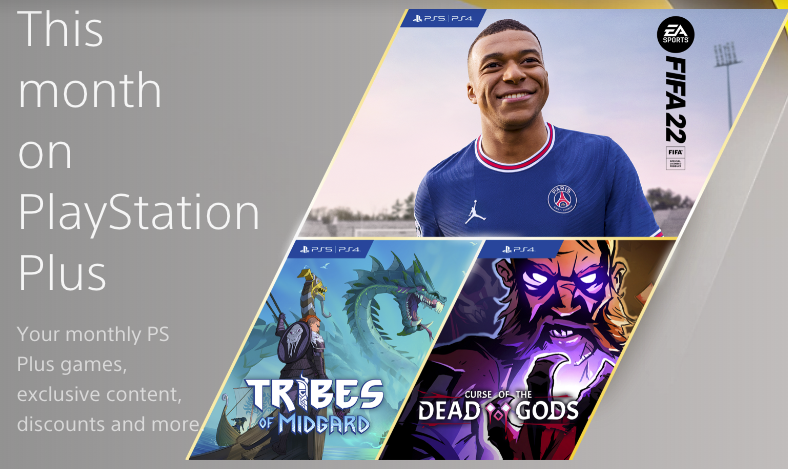 This
month
on
PlayStation
Plus
Your monthly PS
Plus games,
exclusive content,
discounts and more
PS5 | PS4
EA
SPORTS
FIFA 22
FIFA
PARIS
PS5 | PS4
TRIBES
OF MIDGARD
PS4
CURSE OF THE
DEAD GODS